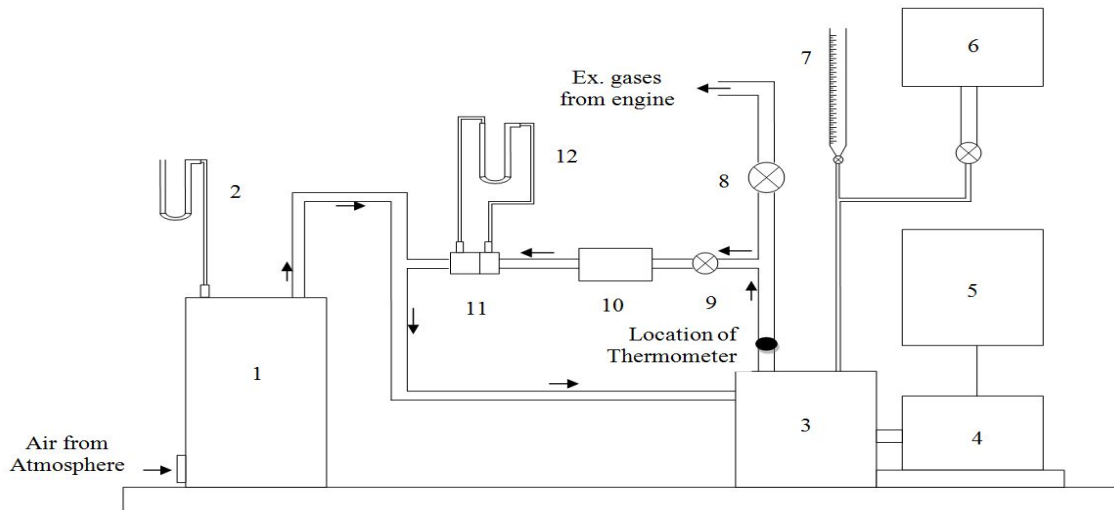 6
7
Ex. gases
from engine
12
8
2
5
11
10
9
Location of
Thermometer
1
3
4
Air from
Atmosphere